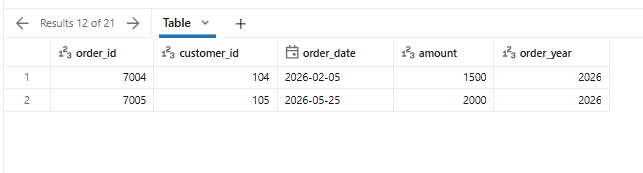 Results 12 of 21 Table +
order_id customer_id order_date amount order_year
1 7004 104 2026-02-05 1500 2026
2 7005 105 2026-05-25 2000 2026